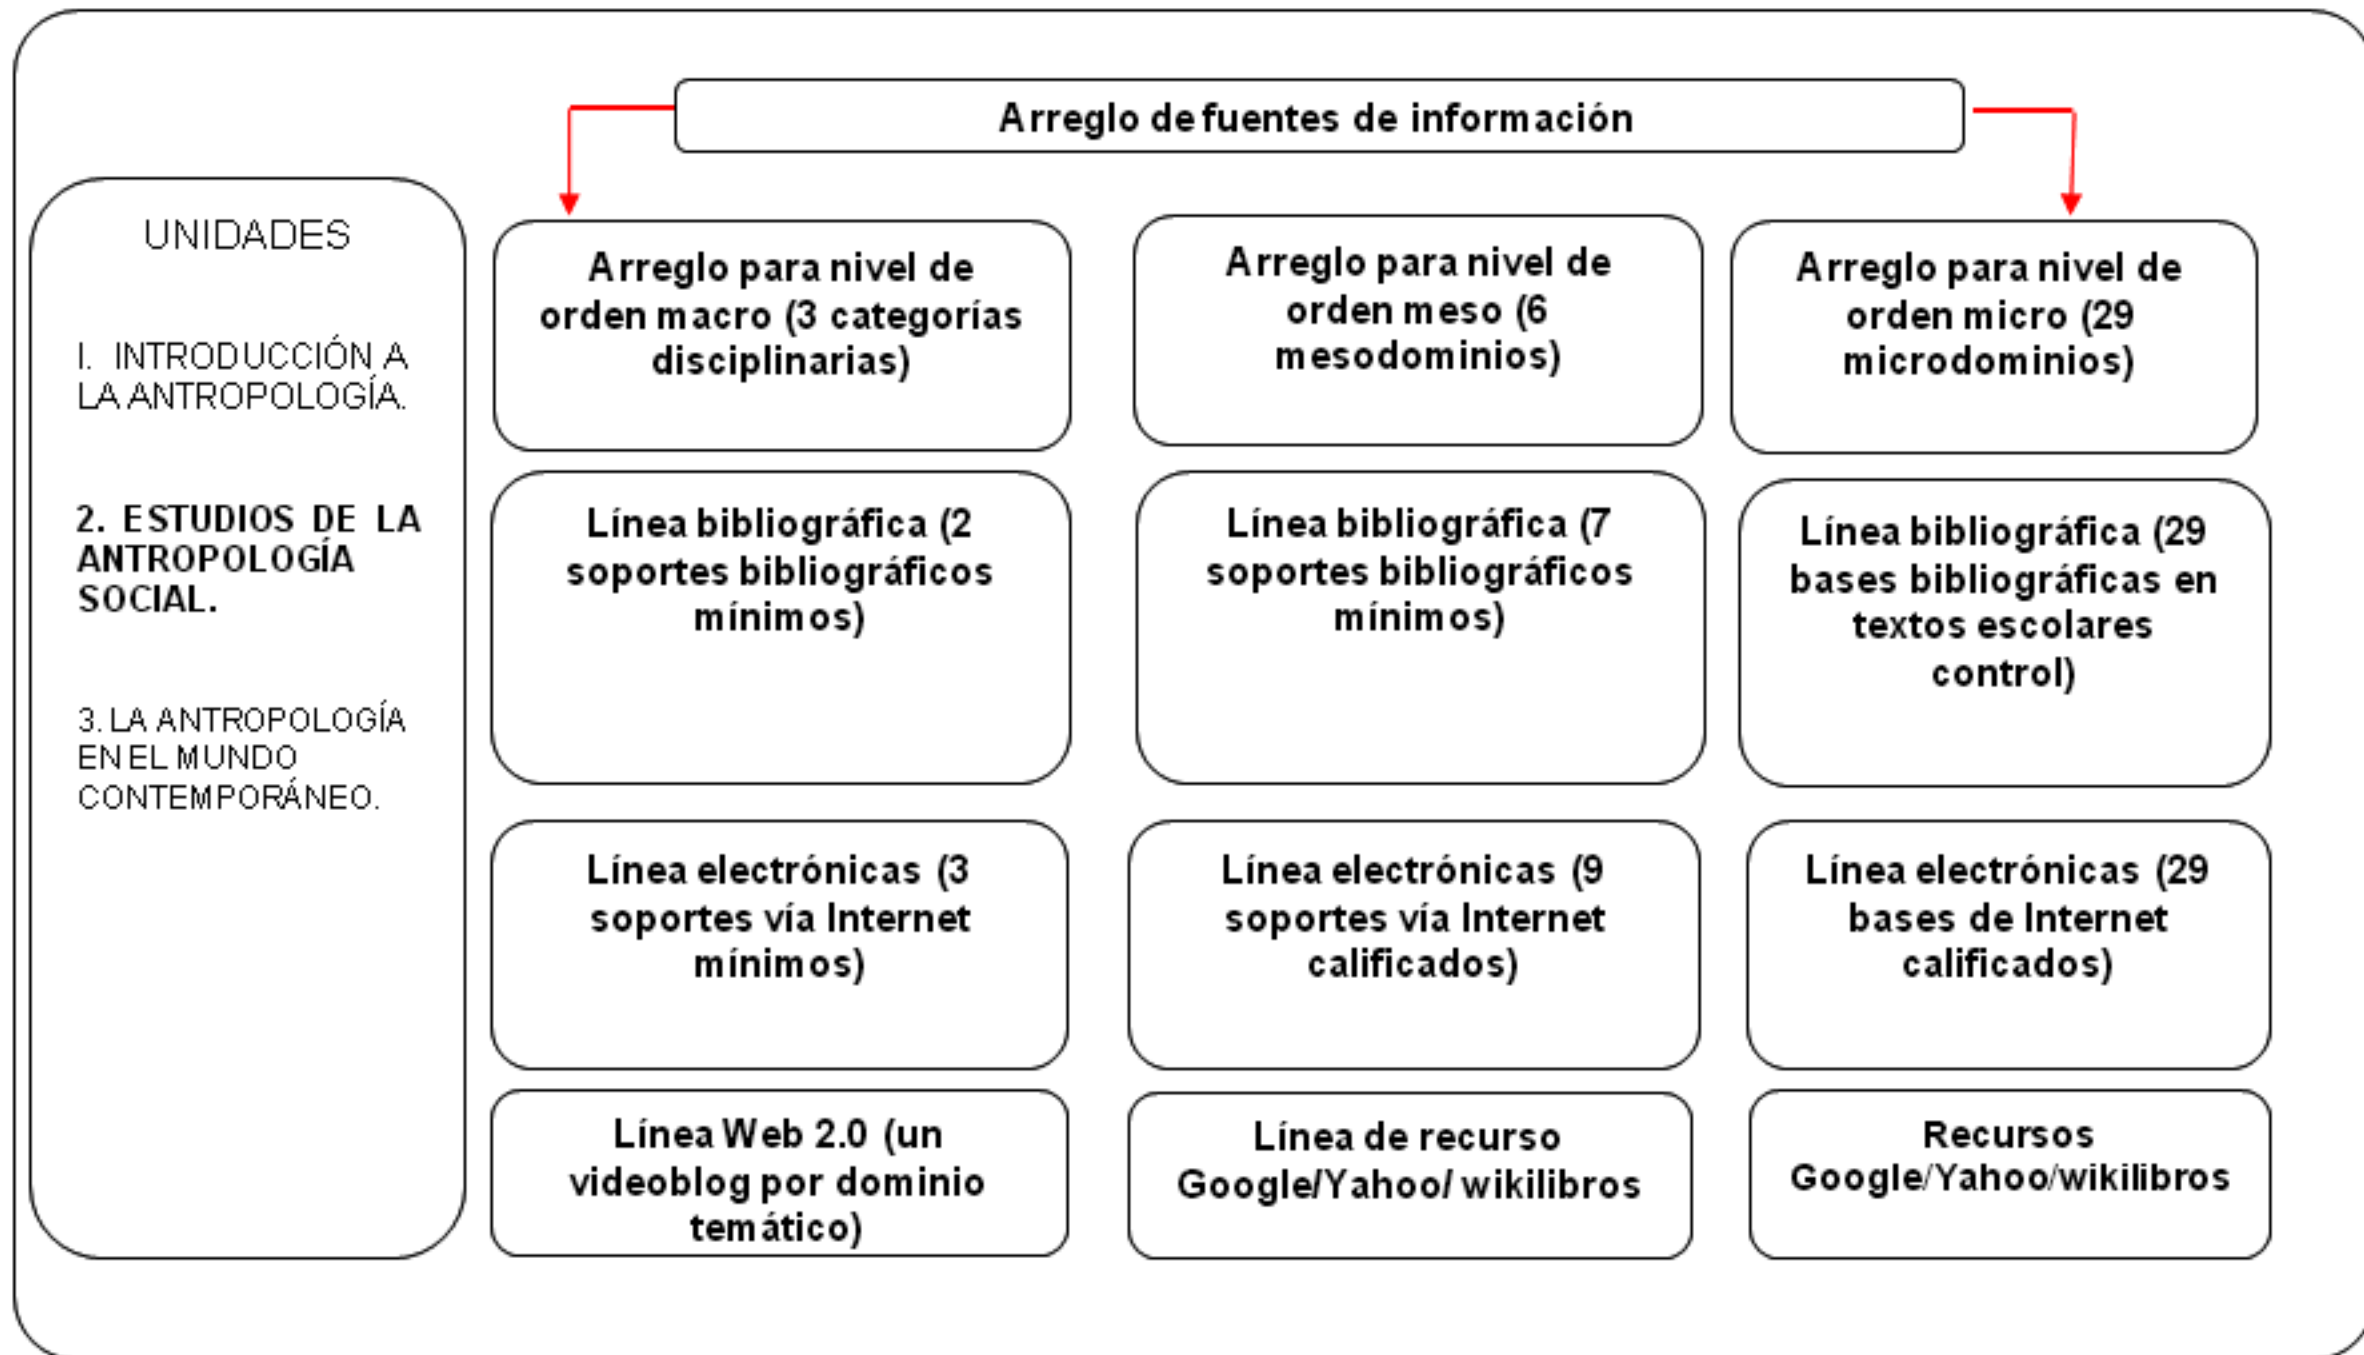 Arreglo de fuentes de información
UNIDADES
I. INTRODUCCIÓN A
LA ANTROPOLOGÍA.
2. ESTUDIOS DE LA
ANTROPOLOGÍA
SOCIAL.
3. LA ANTROPOLOGÍA
EN EL MUNDO
CONTEMPORÁNEO.
Arreglo para nivel de
orden macro (3 categorías
disciplinarias)
Arreglo para nivel de
orden meso (6
mesodominios)
Arreglo para nivel de
orden micro (29
microdominios)
Línea bibliográfica (2
soportes bibliográficos
mínimos)
Línea bibliográfica (7
soportes bibliográficos
mínimos)
Línea bibliográfica (29
bases bibliográficas en
textos escolares
control)
Línea electrónicas (3
soportes vía Internet
mínimos)
Línea electrónicas (9
soportes vía Internet
calificados)
Línea electrónicas (29
bases de Internet
calificados)
Línea Web 2.0 (un
videoblog por dominio
temático)
Línea de recurso
Google/Yahoo/ wikilibros
Recursos
Google/Yahoo/wikilibros